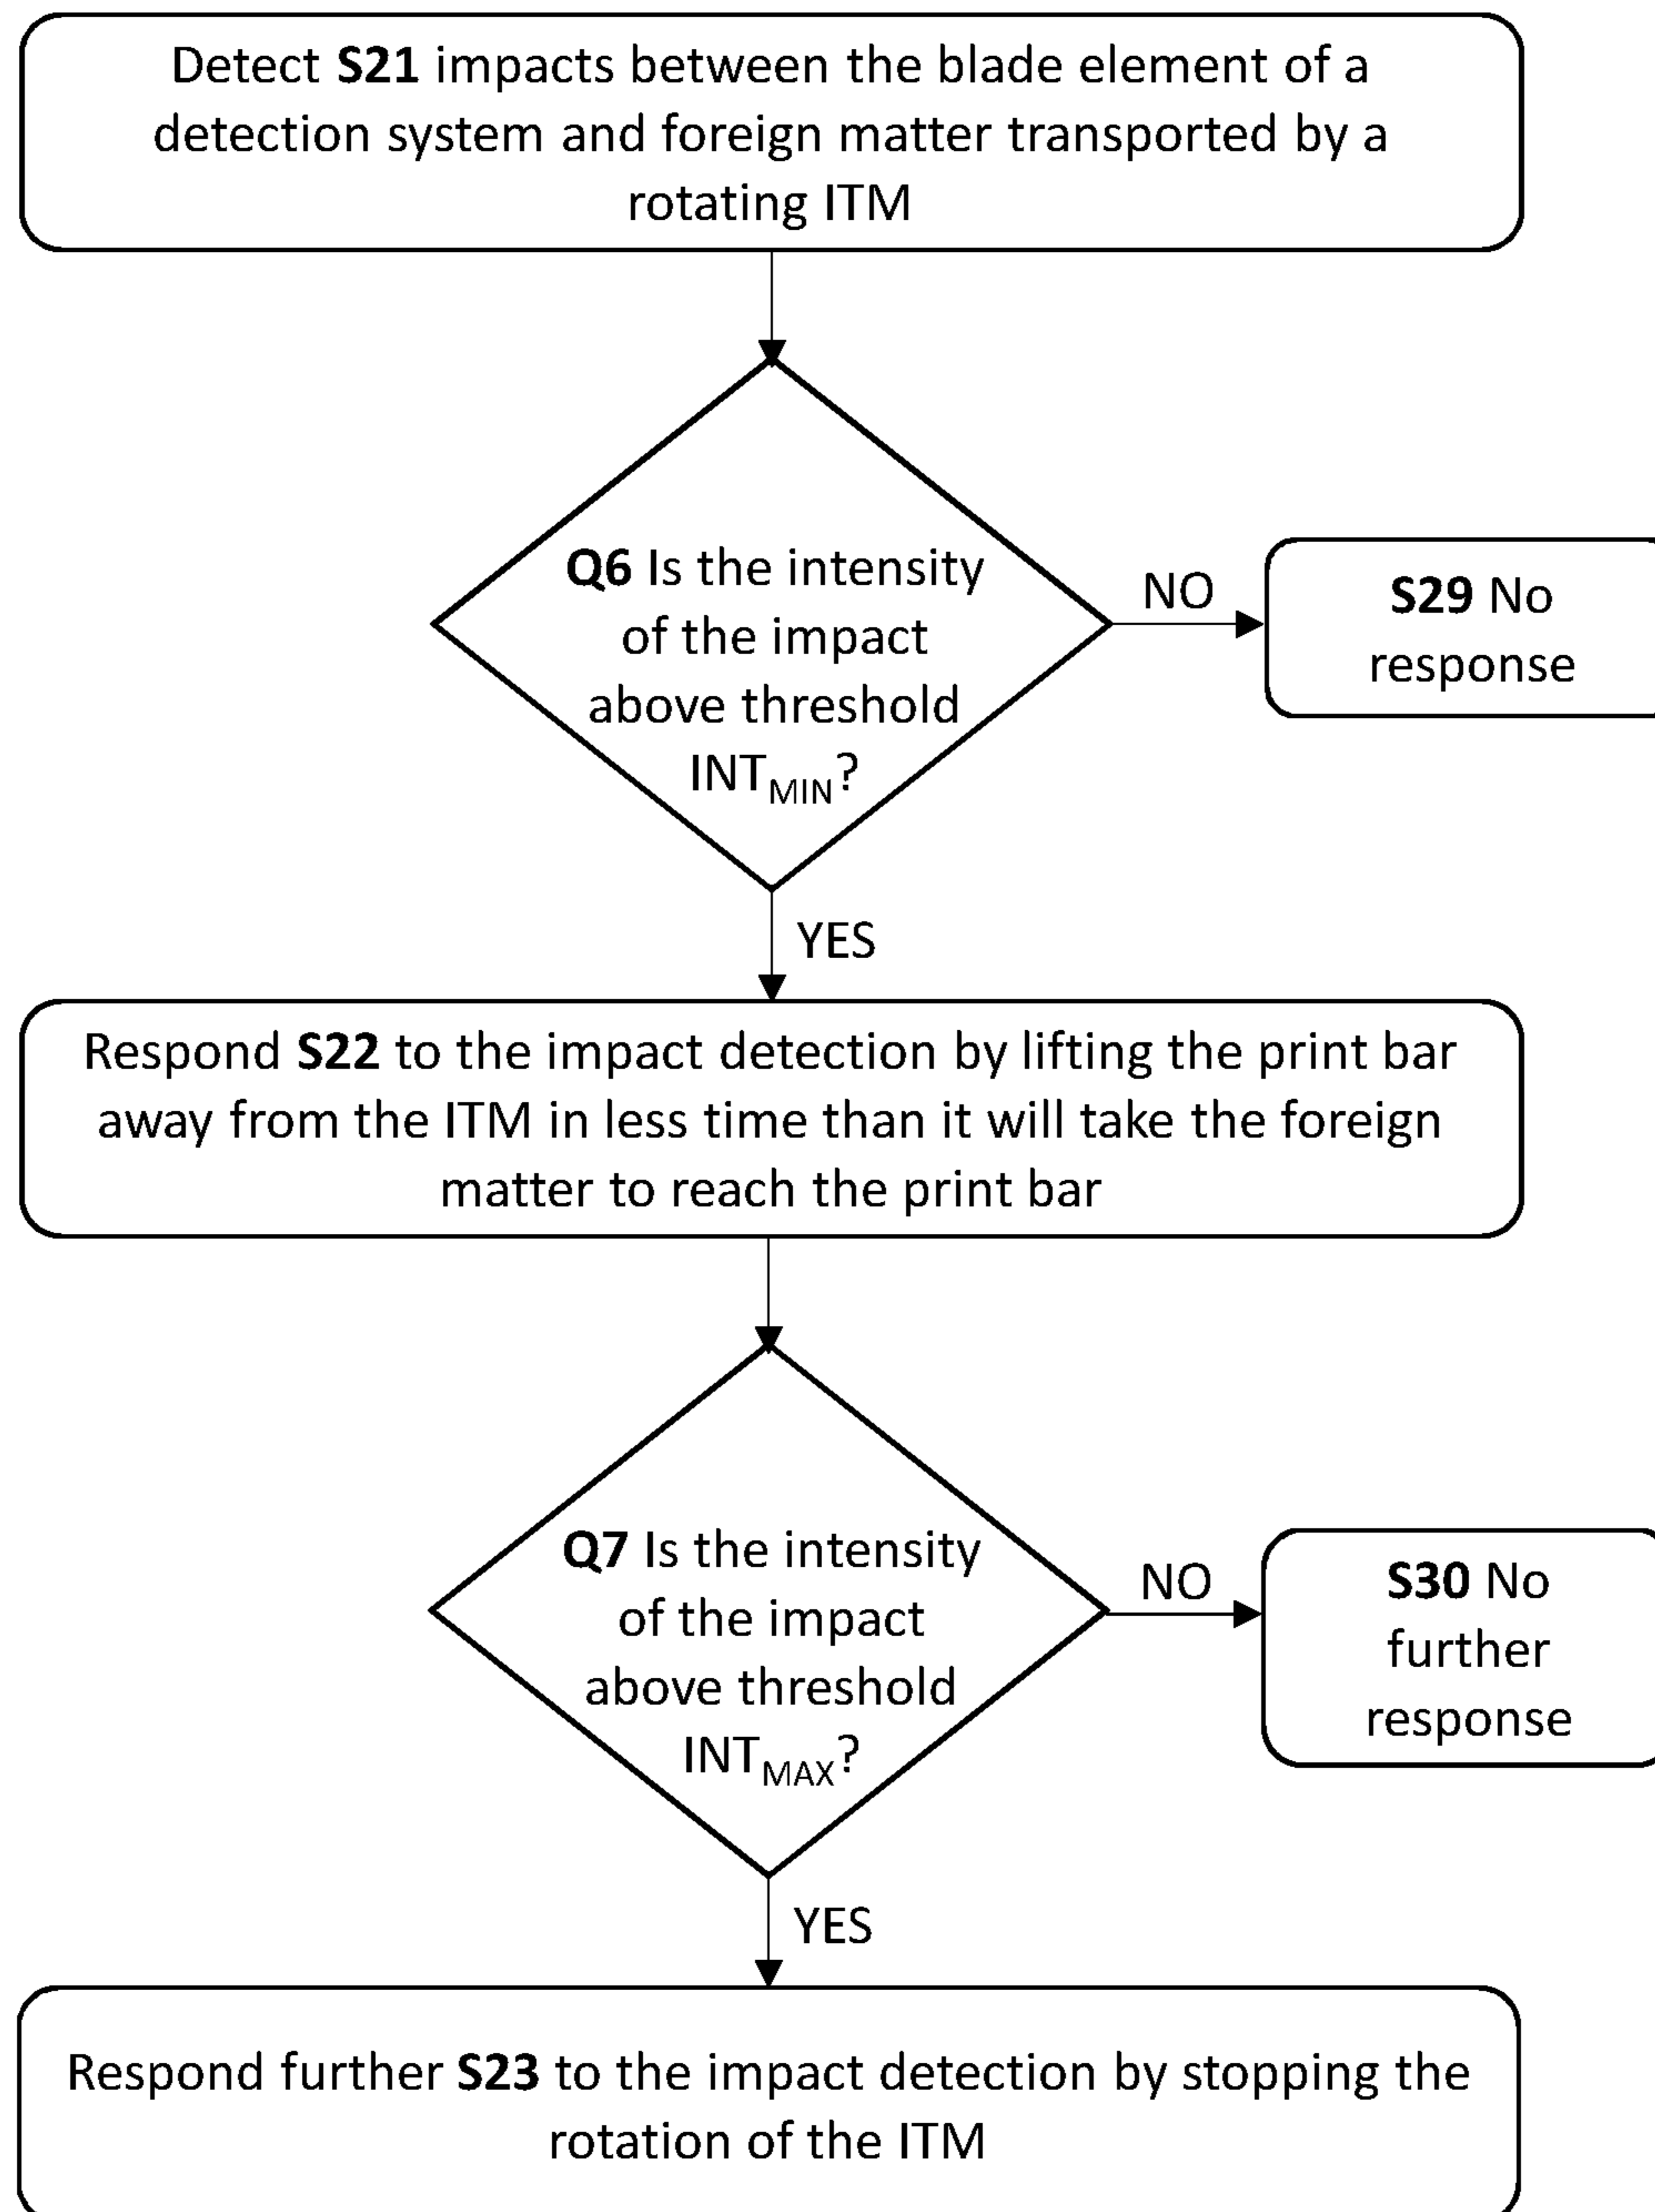 Detect S21 impacts between the blade element of a
detection system and foreign matter transported by a
rotating ITM
Q6 Is the intensity
of the impact
above threshold
INT_MIN?
NO
S29 No
response
YES
Respond S22 to the impact detection by lifting the print bar
away from the ITM in less time than it will take the foreign
matter to reach the print bar
Q7 Is the intensity
of the impact
above threshold
INT_MAX?
NO
S30 No
further
response
YES
Respond further S23 to the impact detection by stopping the
rotation of the ITM